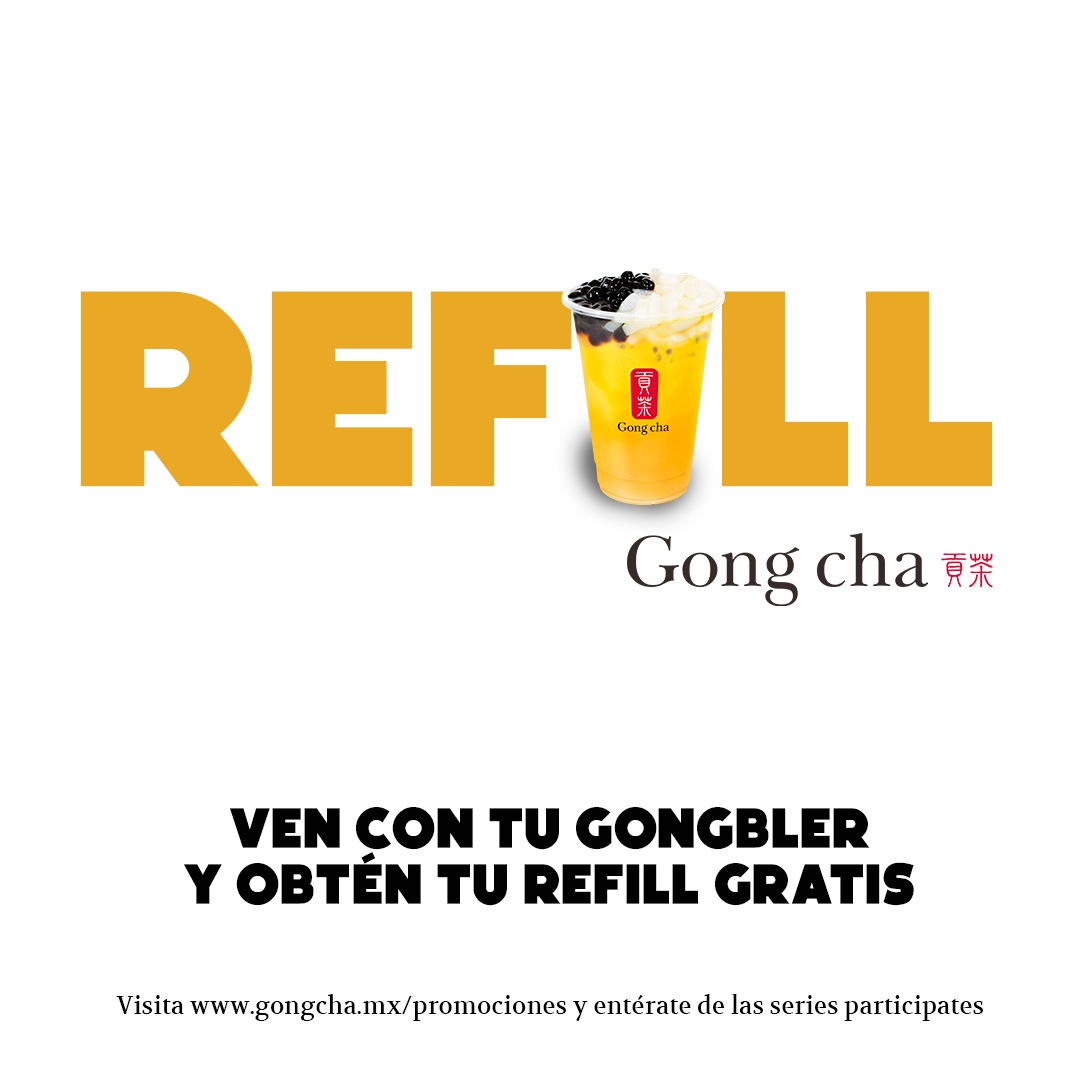 REFILL
貢茶
Gong cha
Gong cha 貢茶
VEN CON TU GONGBLER
Y OBTÉN TU REFILL GRATIS
Visita www.gongcha.mx/promociones y entérate de las series participates